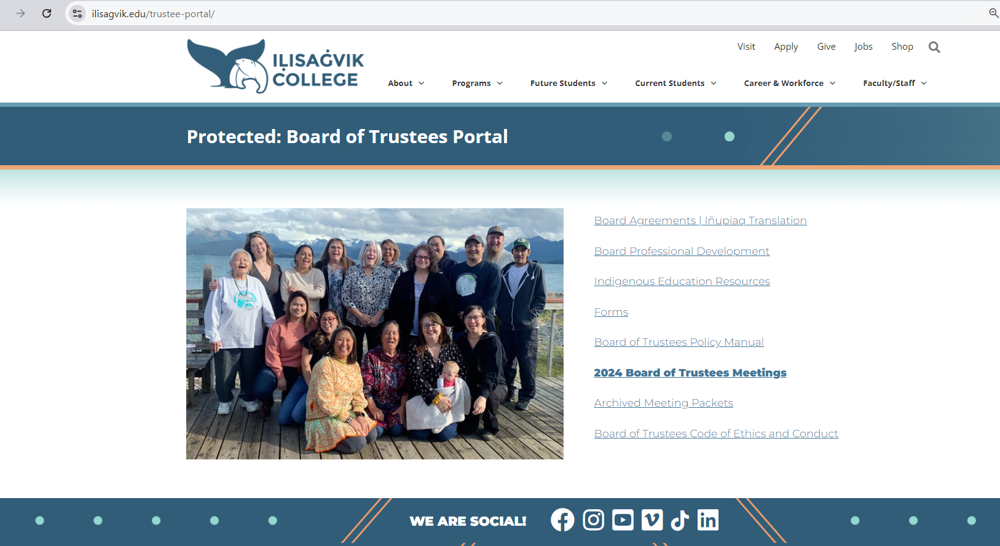 ilisagvik.edu/trustee-portal/
IḶISAĠVIK
COLLEGE
Visit Apply Give Jobs Shop
About Programs Future Students Current Students Career & Workforce Faculty/Staff
Protected: Board of Trustees Portal
Board Agreements | Iñupiaq Translation
Board Professional Development
Indigenous Education Resources
Forms
Board of Trustees Policy Manual
2024 Board of Trustees Meetings
Archived Meeting Packets
Board of Trustees Code of Ethics and Conduct
WE ARE SOCIAL!